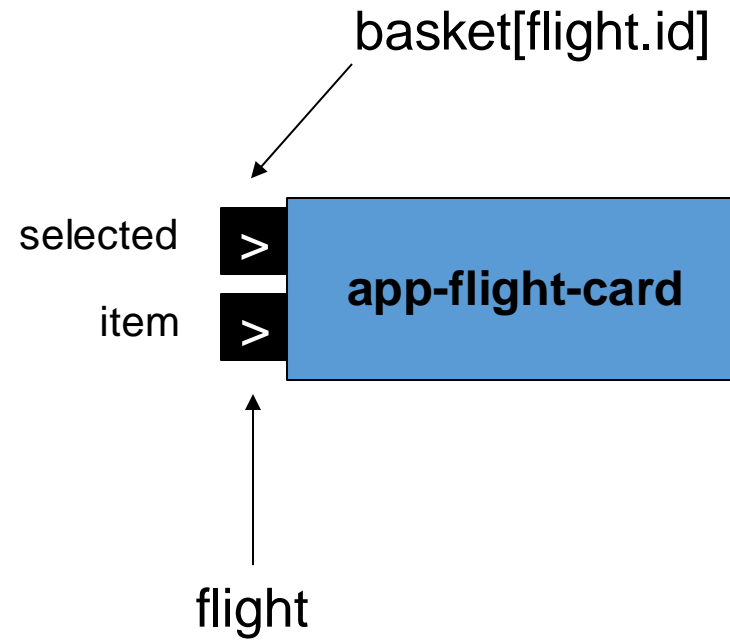 basket[flight.id]
selected
>
app-flight-card
item
>
flight